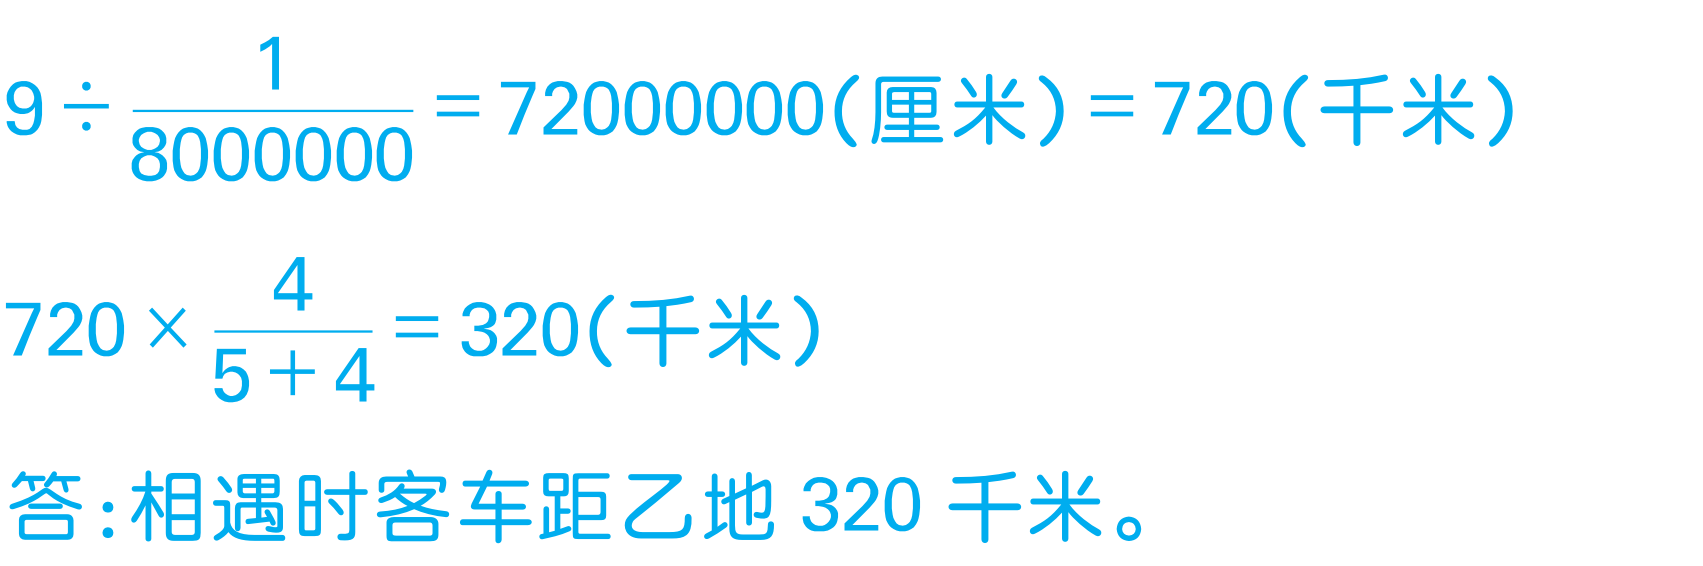 9÷1/8000000=72000000(厘米)=720(千米)
720×4/(5+4)=320(千米)
答:相遇时客车距乙地 320 千米。